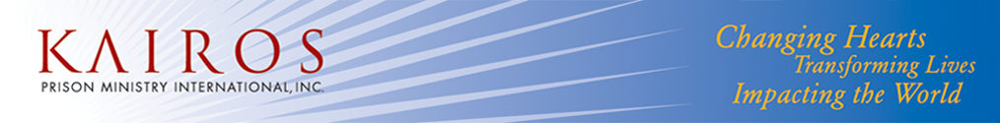 KAIROS
PRISON MINISTRY INTERNATIONAL, INC.
Changing Hearts
Transforming Lives
Impacting the World